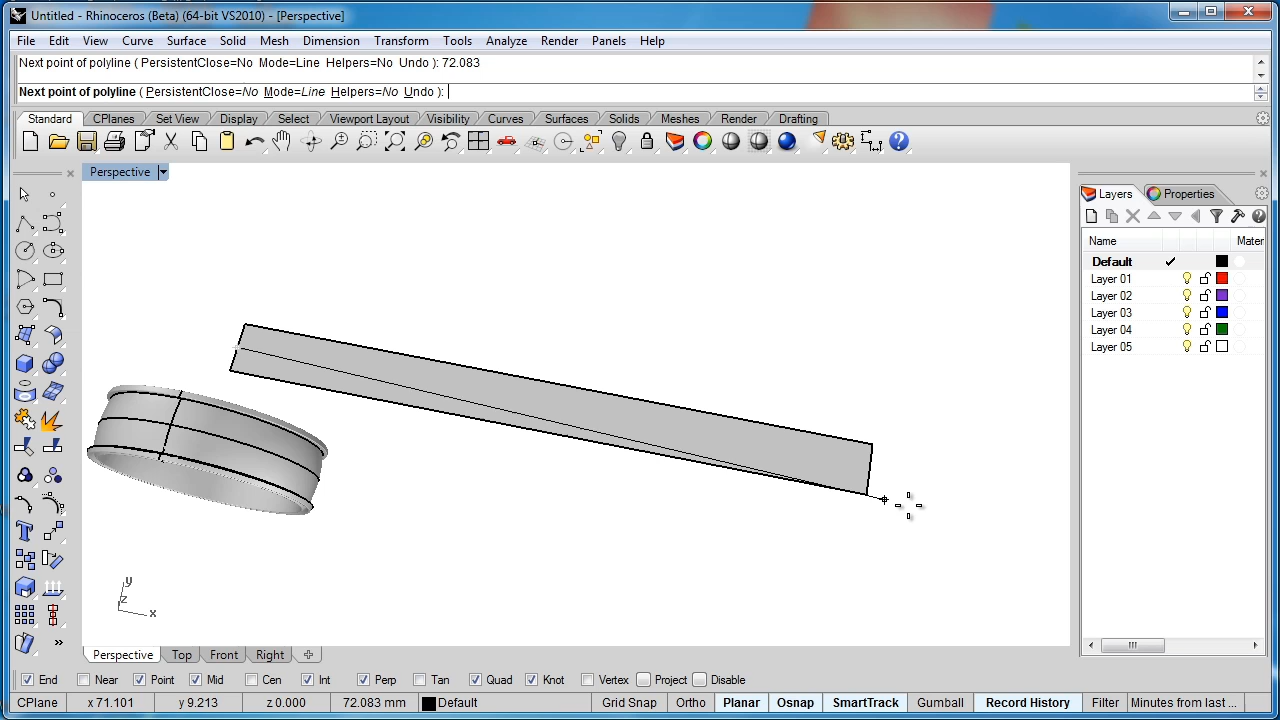 Untitled - Rhinoceros (Beta) (64-bit VS2010) - [Perspective]
File Edit View Curve Surface Solid Mesh Dimension Transform Tools Analyze Render Panels Help
Next point of polyline ( PersistentClose=No Mode=Line Helpers=No Undo ): 72.083
Next point of polyline ( PersistentClose=No Mode=Line Helpers=No Undo ):
Standard CPlanes Set View Display Select Viewport Layout Visibility Curves Surfaces Solids Meshes Render Drafting
Perspective
Layers Properties
Name Mater
Default
Layer 01
Layer 02
Layer 03
Layer 04
Layer 05
y
z
x
Perspective Top Front Right
End Near Point Mid Cen Int Perp Tan Quad Knot Vertex Project Disable
CPlane x 71.101 y 9.213 z 0.000 72.083 mm Default Grid Snap Ortho Planar Osnap SmartTrack Gumball Record History Filter Minutes from last ...